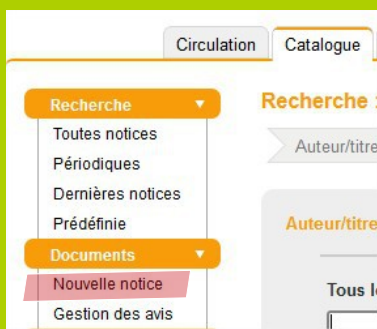 Circulation
Catalogue
Recherche
Toutes notices
Périodiques
Dernières notices
Prédéfinie
Documents
Nouvelle notice
Gestion des avis
Recherche :
Auteur/titre
Auteur/titre
Tous